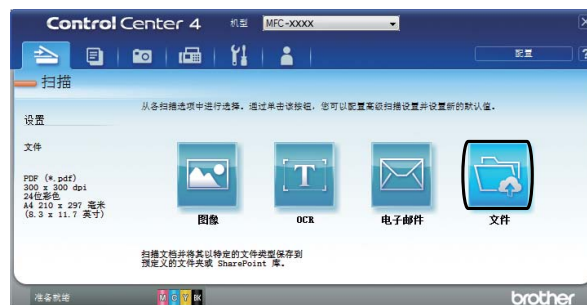 Control Center 4 机型 MFC-XXXX
配置 ?
扫描
从各扫描选项中进行选择。通过单击该按钮，您可以配置高级扫描设置并设置新的默认值。
设置
文件
PDF (*.pdf)
300 x 300 dpi
24位彩色
A4 210 x 297 毫米
(8.3 x 11.7 英寸)
T
图像 OCR 电子邮件 文件
扫描文档并将其以特定的文件类型保存到
预定义的文件夹或 SharePoint 库。
准备就绪 M C Y BK brother